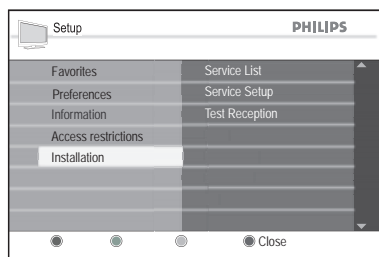 Setup
PHILIPS
Favorites
Service List
Preferences
Service Setup
Information
Test Reception
Access restrictions
Installation
Close